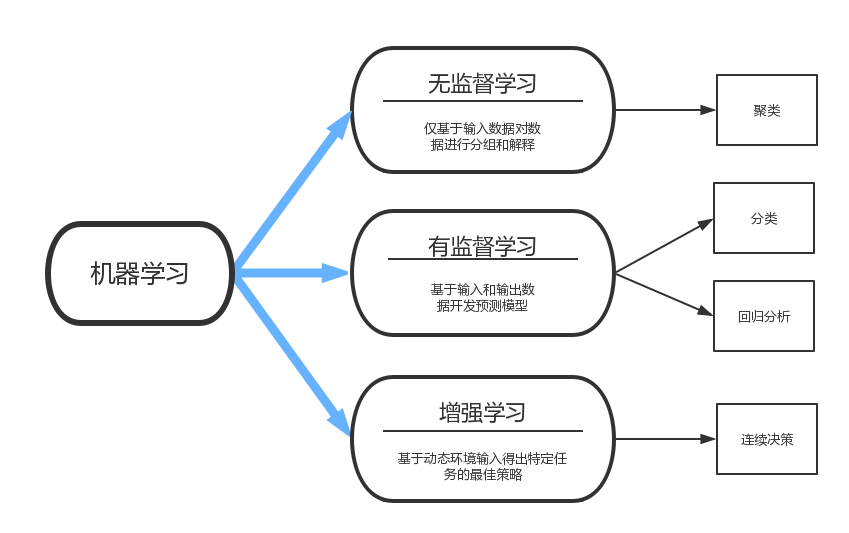 机器学习
无监督学习
仅基于输入数据对数
据进行分组和解释
聚类
有监督学习
基于输入和输出数
据开发预测模型
分类
回归分析
增强学习
基于动态环境输入得出特定任
务的最佳策略
连续决策